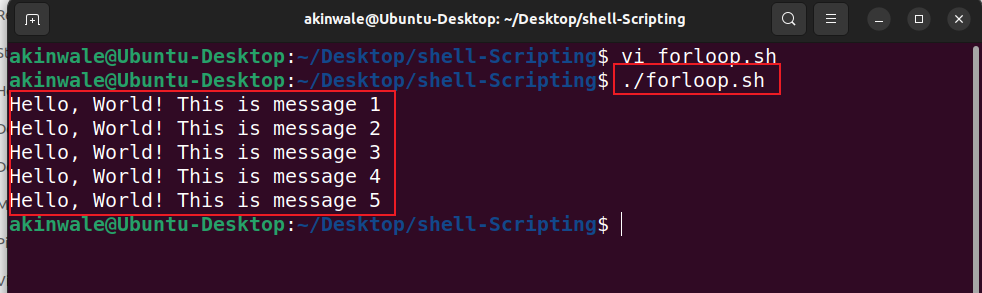 akinwale@Ubuntu-Desktop: ~/Desktop/shell-Scripting
akinwale@Ubuntu-Desktop:~/Desktop/shell-Scripting$ vi forloop.sh
akinwale@Ubuntu-Desktop:~/Desktop/shell-Scripting$ ./forloop.sh
Hello, World! This is message 1
Hello, World! This is message 2
Hello, World! This is message 3
Hello, World! This is message 4
Hello, World! This is message 5
akinwale@Ubuntu-Desktop:~/Desktop/shell-Scripting$